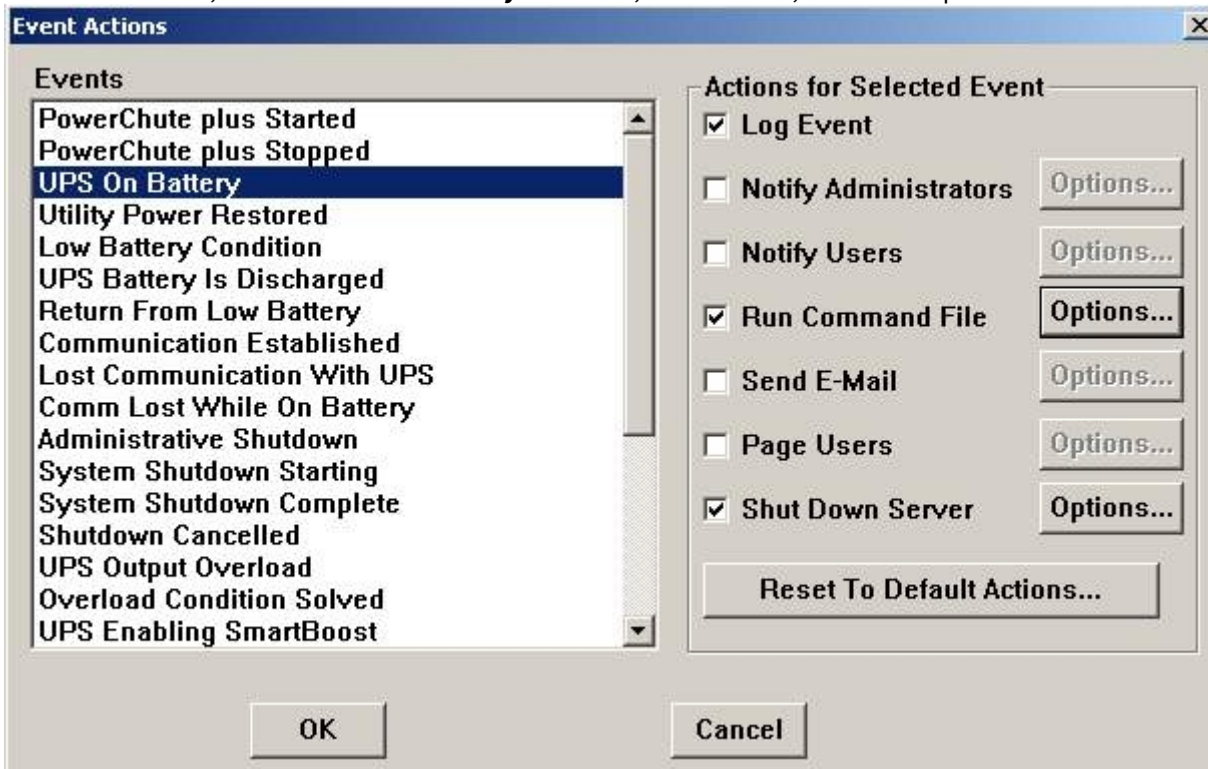 Event Actions
Events
PowerChute plus Started
PowerChute plus Stopped
UPS On Battery
Utility Power Restored
Low Battery Condition
UPS Battery Is Discharged
Return From Low Battery
Communication Established
Lost Communication With UPS
Comm Lost While On Battery
Administrative Shutdown
System Shutdown Starting
System Shutdown Complete
Shutdown Cancelled
UPS Output Overload
Overload Condition Solved
UPS Enabling SmartBoost
Actions for Selected Event
Log Event
Notify Administrators Options...
Notify Users Options...
Run Command File Options...
Send E-Mail Options...
Page Users Options...
Shut Down Server Options...
Reset To Default Actions...
OK
Cancel